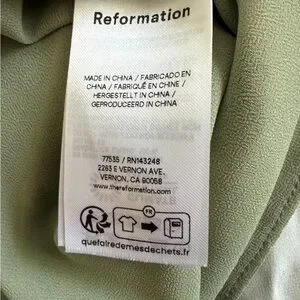 Reformation
MADE IN CHINA / FABRICADO EN
CHINA / FABRIQUÉ EN CHINE /
HERGESTELLT IN CHINA /
GEPRODUCEERD IN CHINA
77535 / RN143248
2263 E VERNON AVE.
VERNON, CA 90058
www.thereformation.com
FR
quefairedemesdechets.fr